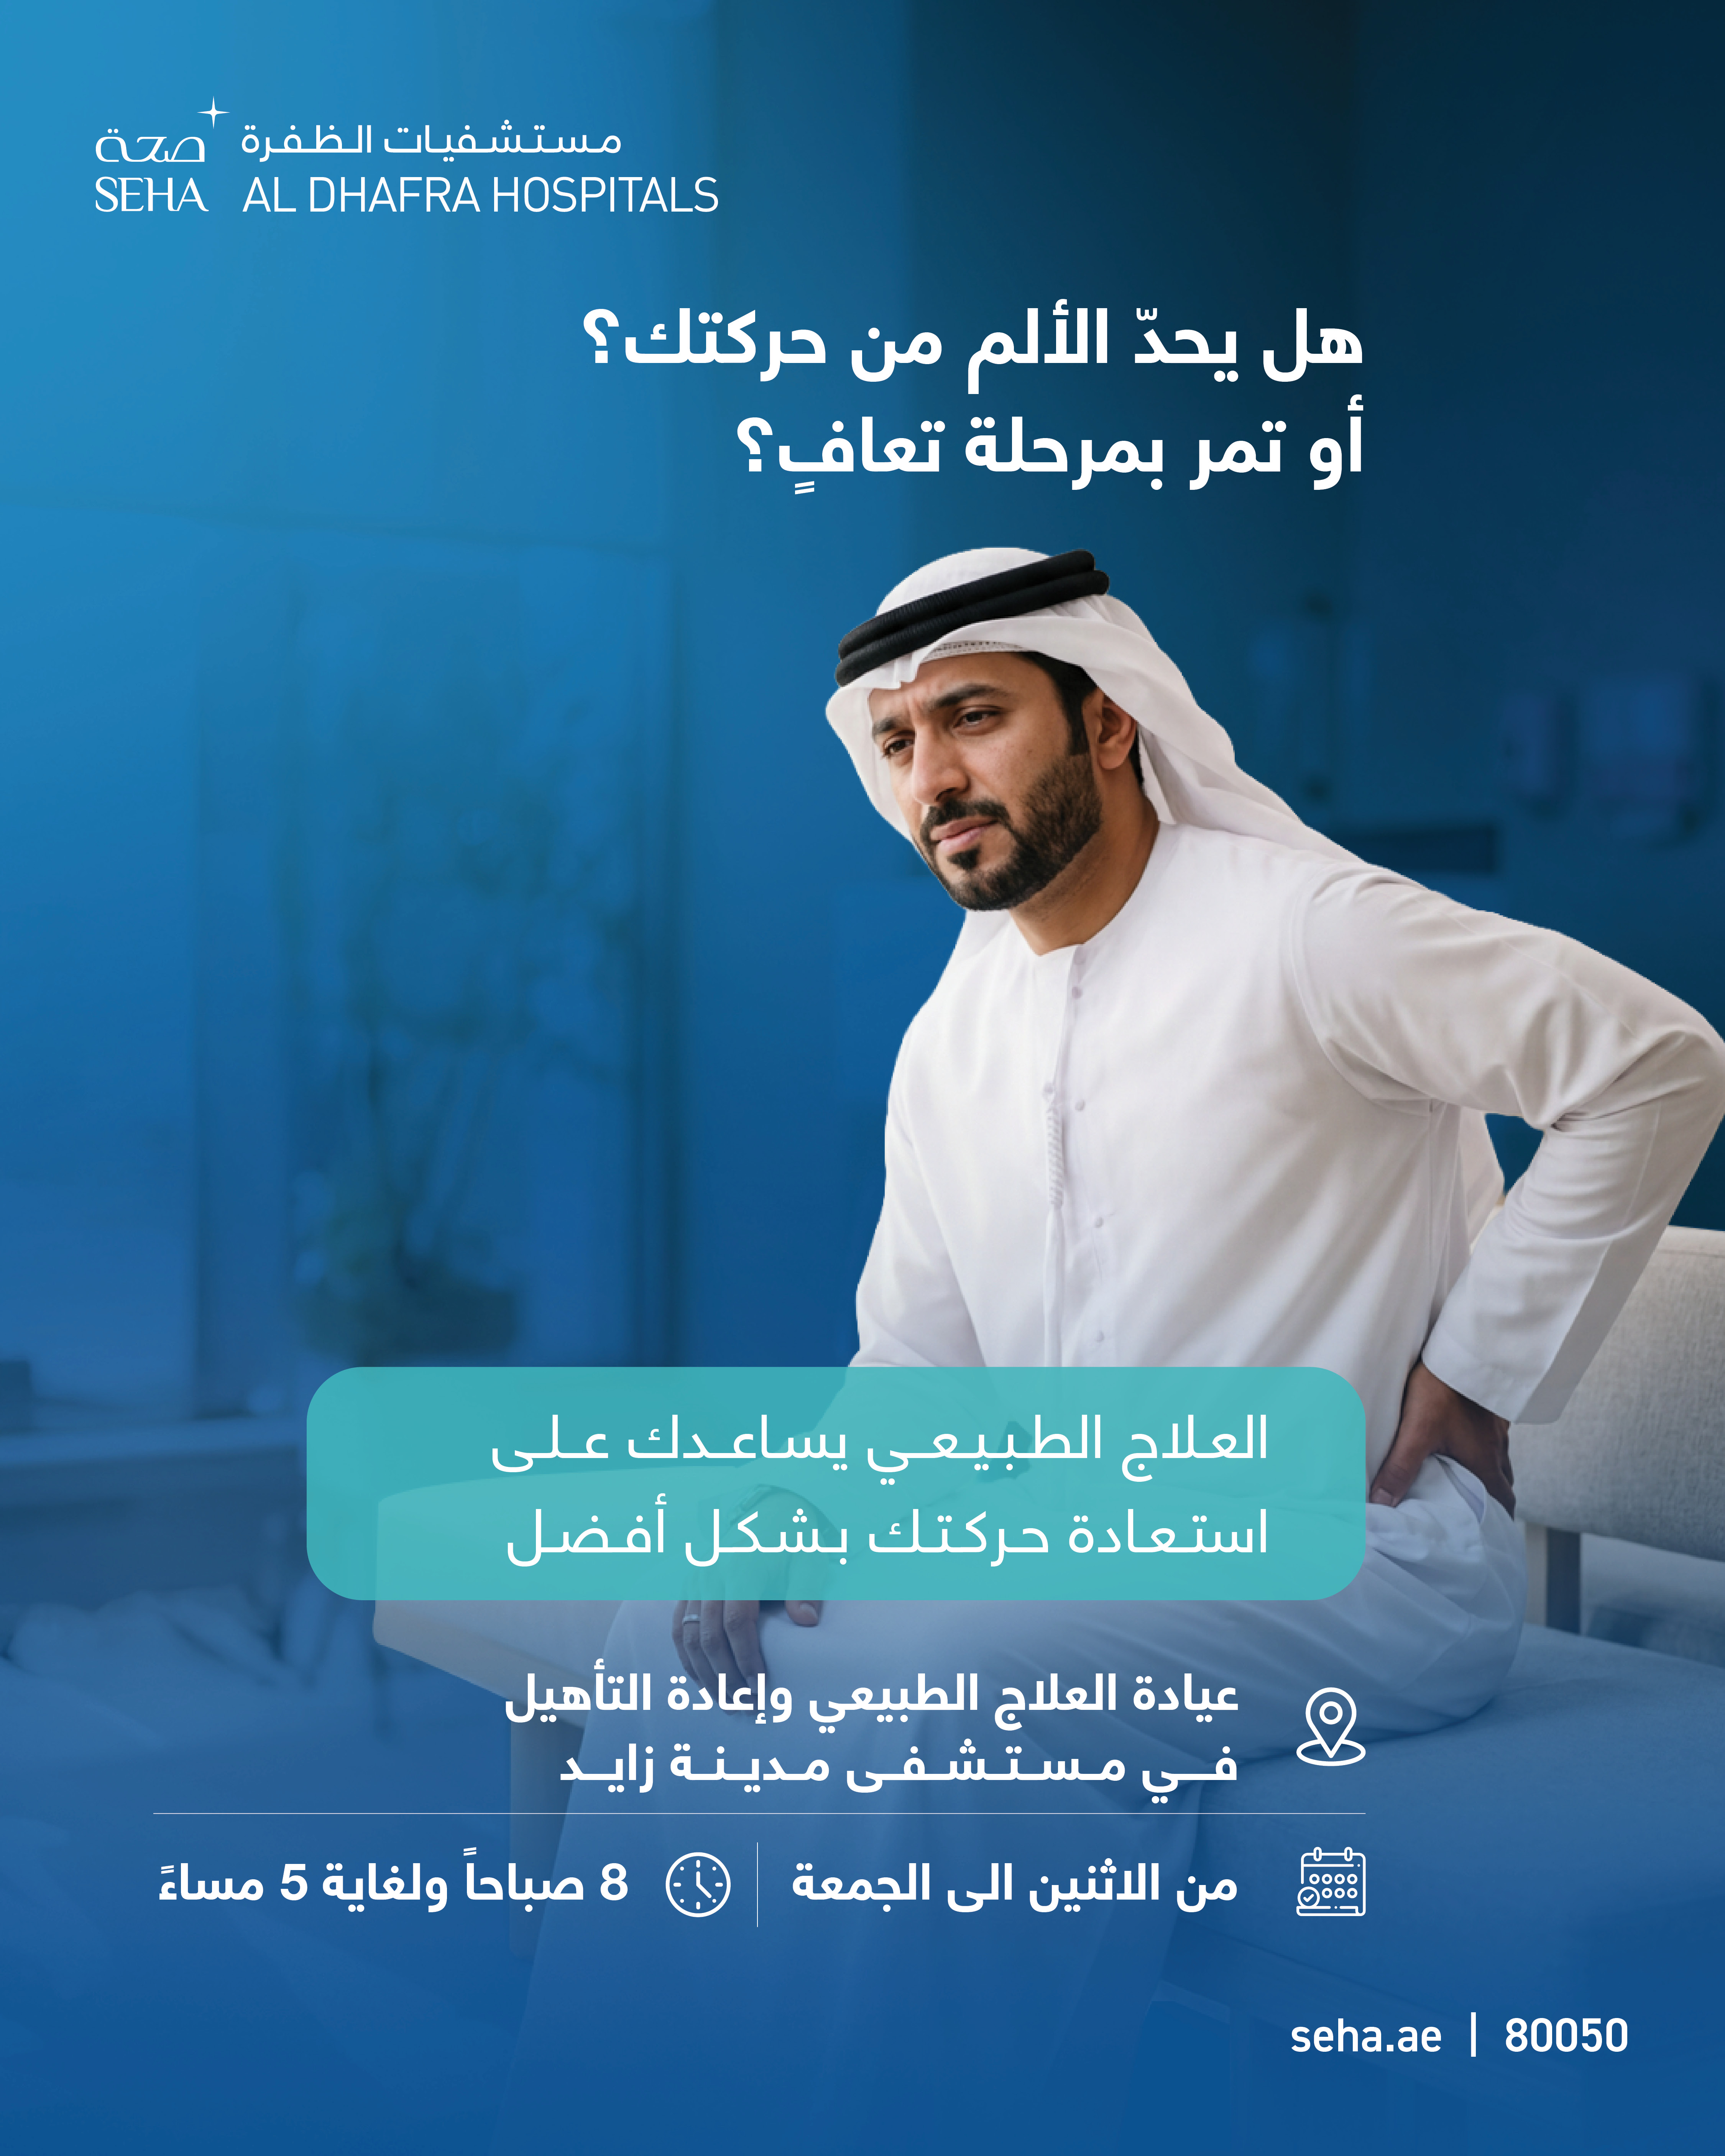 صحة مستشفيات الظفرة
SEHA AL DHAFRA HOSPITALS
هل يحدّ الألم من حركتك؟
أو تمر بمرحلة تعافٍ؟
العلاج الطبيعي يساعدك على
استعادة حركتك بشكل أفضل
عيادة العلاج الطبيعي وإعادة التأهيل
في مستشفى مدينة زايد
من الاثنين الى الجمعة
8 صباحاً ولغاية 5 مساءً
seha.ae | 80050